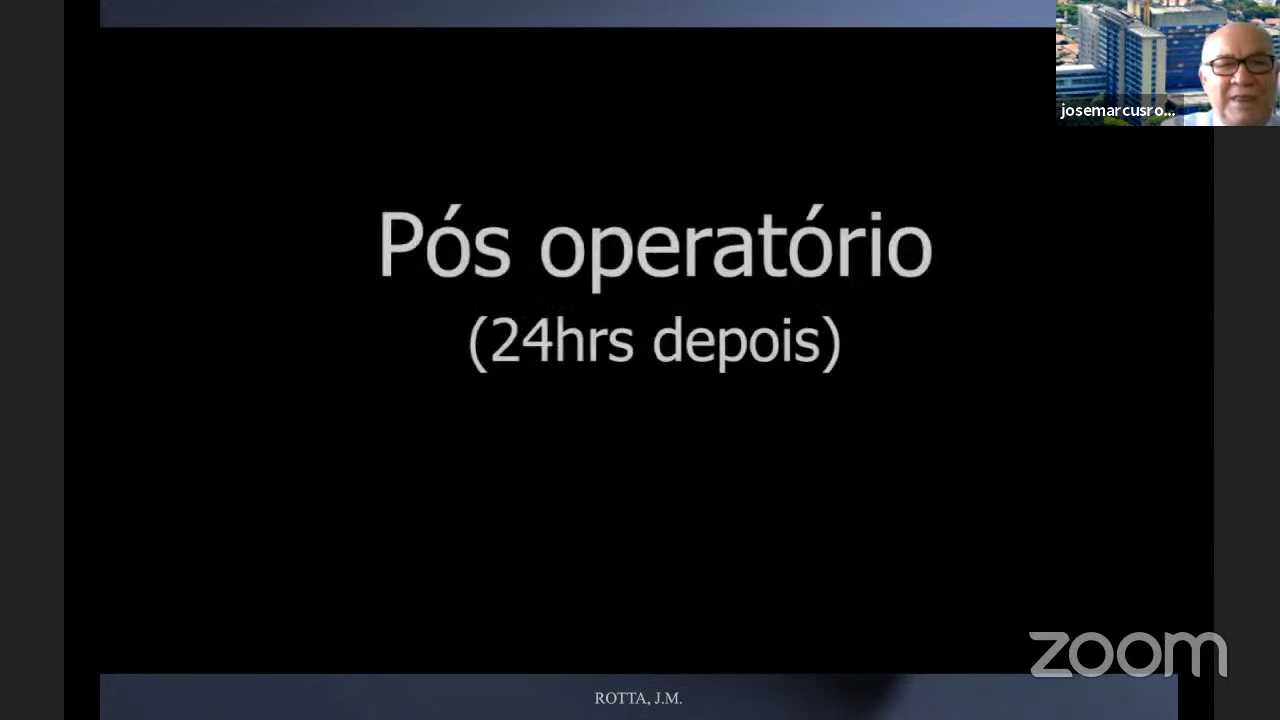 josemarcusro...
Pós operatório
(24hrs depois)
zoom
ROTTA, J.M.